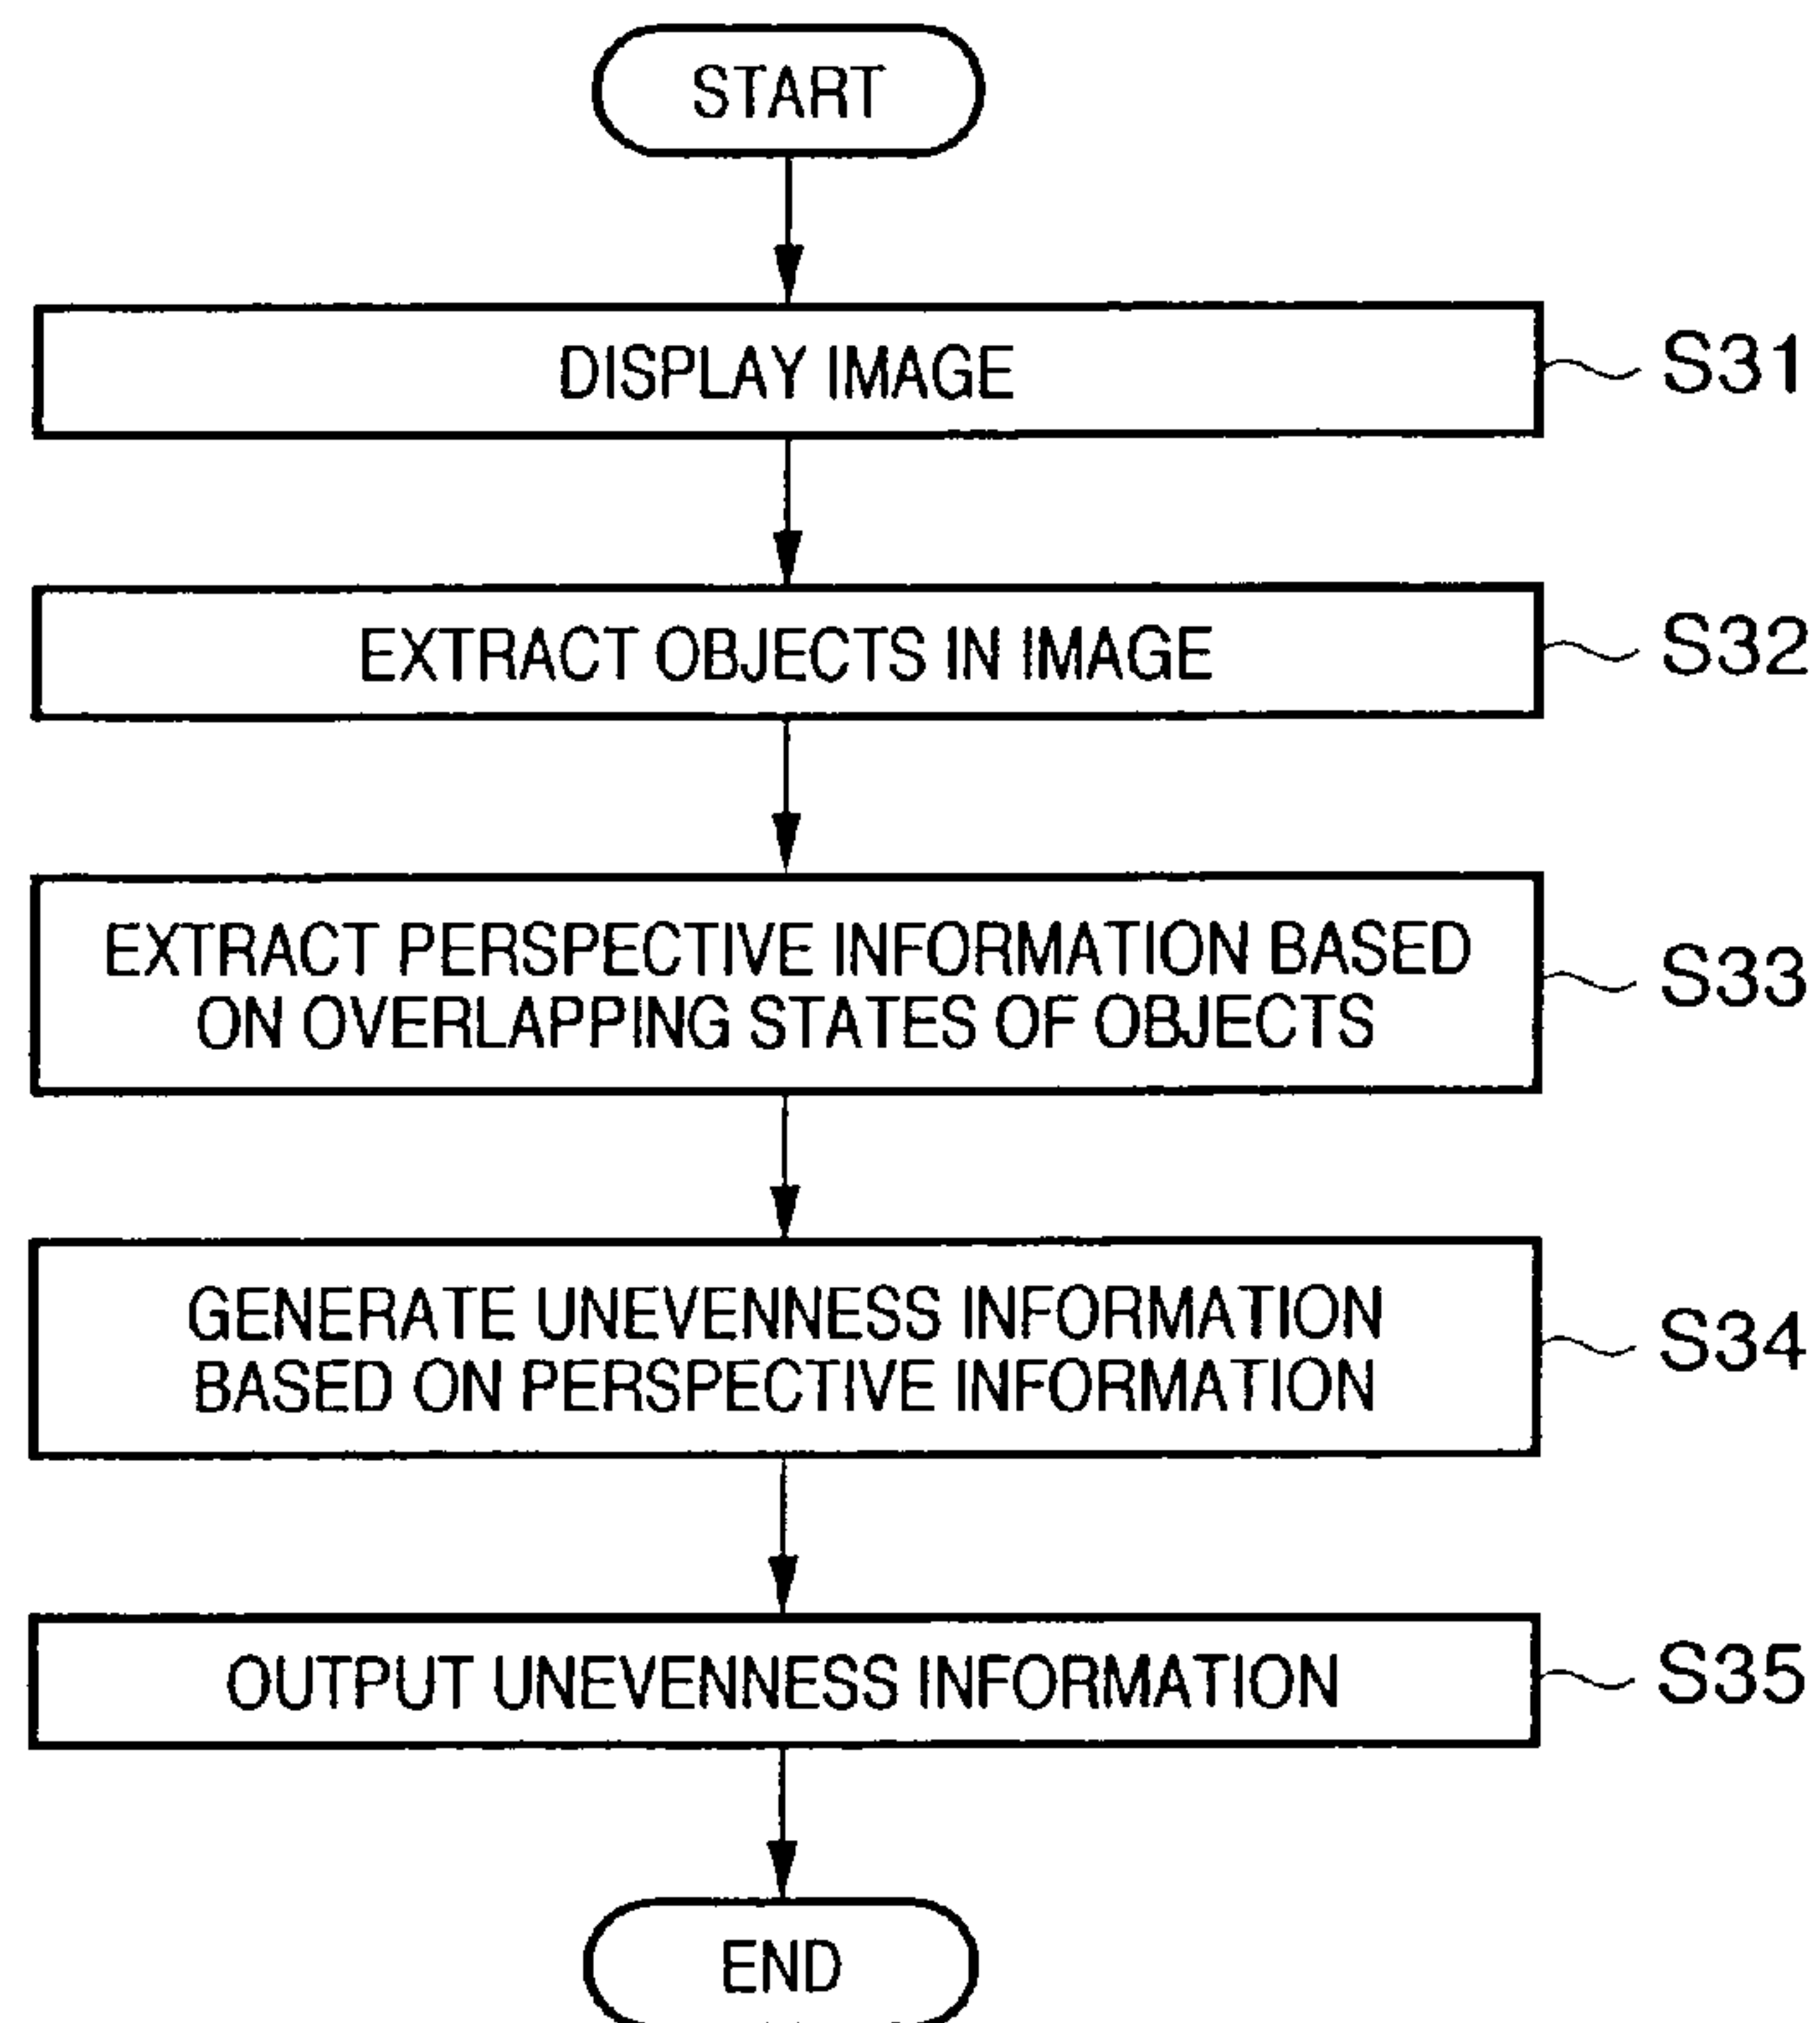 START
DISPLAY IMAGE
S31
EXTRACT OBJECTS IN IMAGE
S32
EXTRACT PERSPECTIVE INFORMATION BASED
ON OVERLAPPING STATES OF OBJECTS
S33
GENERATE UNEVENNESS INFORMATION
BASED ON PERSPECTIVE INFORMATION
S34
OUTPUT UNEVENNESS INFORMATION
S35
END